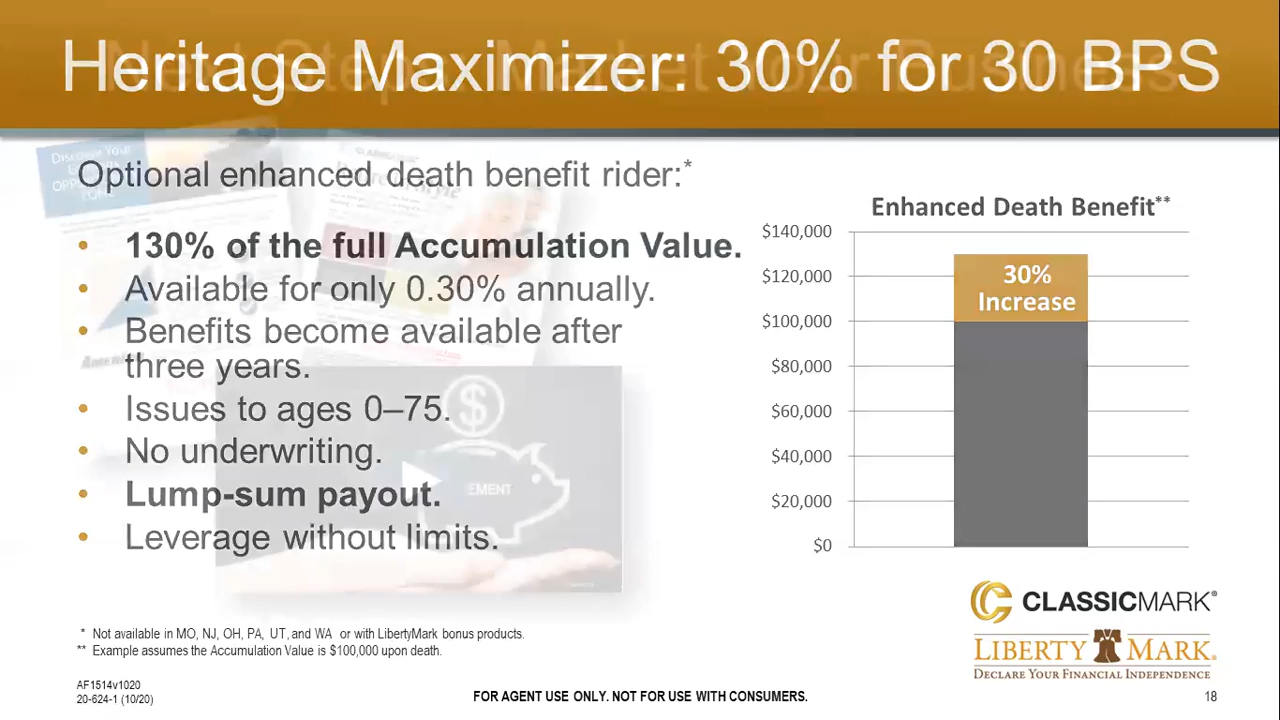 Heritage Maximizer: 30% for 30 BPS
Optional enhanced death benefit rider:*
• 130% of the full Accumulation Value.
• Available for only 0.30% annually.
• Benefits become available after
three years.
• Issues to ages 0–75.
• No underwriting.
• Lump-sum payout.
• Leverage without limits.
Enhanced Death Benefit**
$140,000
$120,000
$100,000
$80,000
$60,000
$40,000
$20,000
$0
30%
Increase
EMENT
CLASSICMARK®
LIBERTY MARK®
DECLARE YOUR FINANCIAL INDEPENDENCE
* Not available in MO, NJ, OH, PA, UT, and WA or with LibertyMark bonus products.
** Example assumes the Accumulation Value is $100,000 upon death.
AF1514v1020
20-624-1 (10/20)
FOR AGENT USE ONLY. NOT FOR USE WITH CONSUMERS.
18